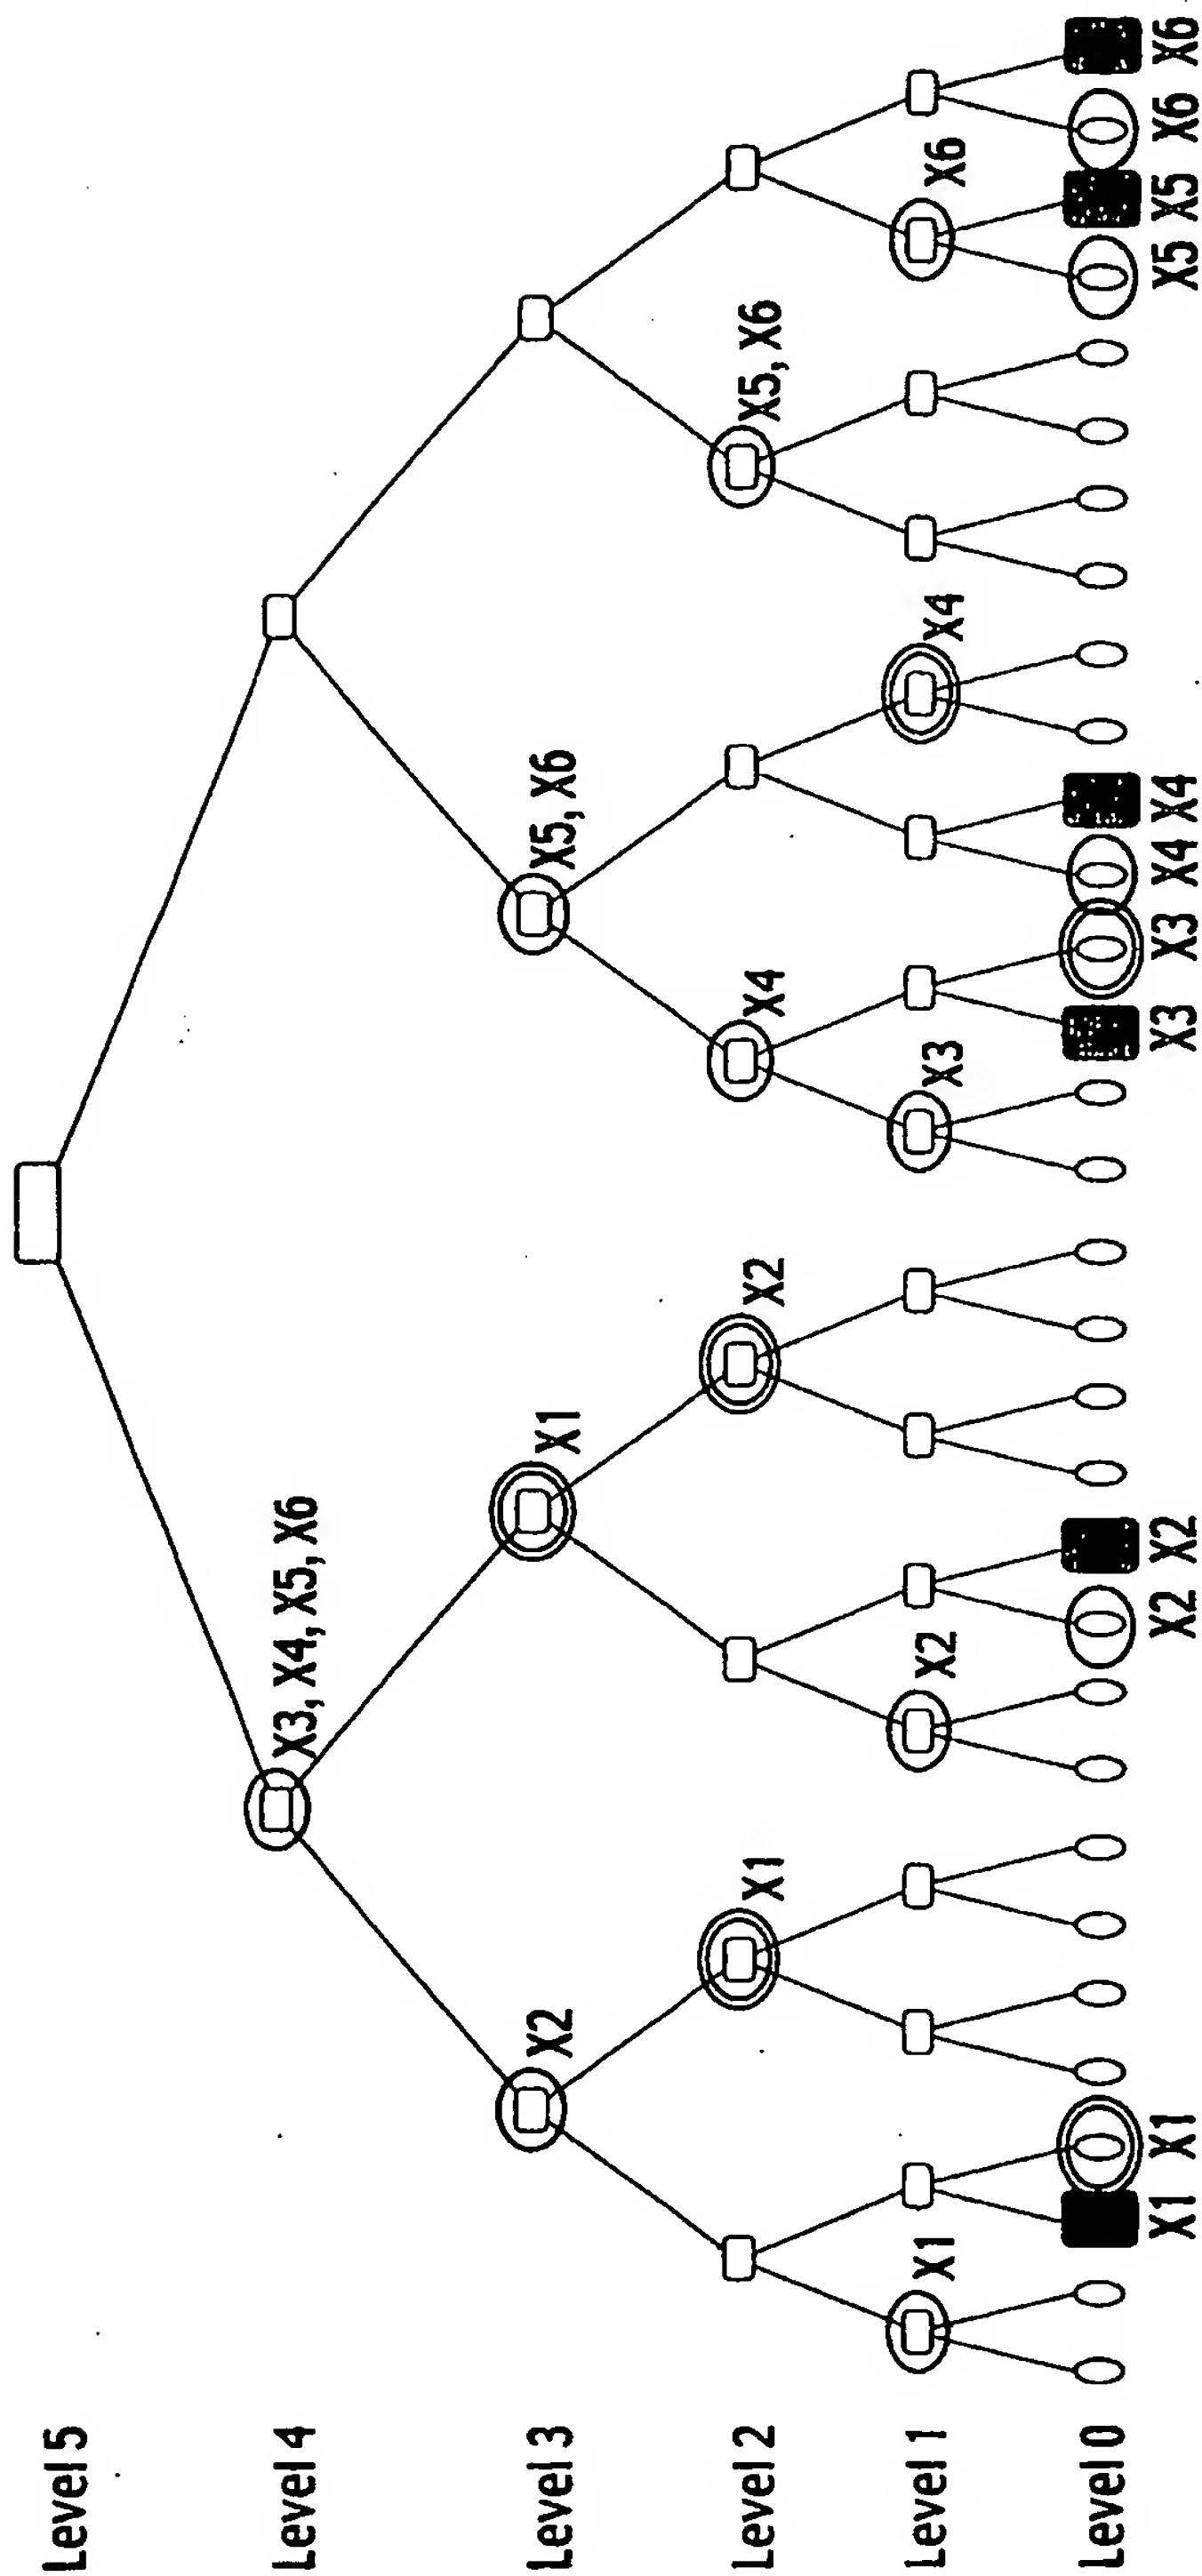 Level 5
Level 4
X3, X4, X5, X6
Level 3
X2
X1
X5, X6
Level 2
X1
X2
X4
X5, X6
Level 1
X1
X2
X3
X4
X6
Level 0
X1 X1
X2 X2
X3 X3 X4 X4
X5 X5 X6 X6